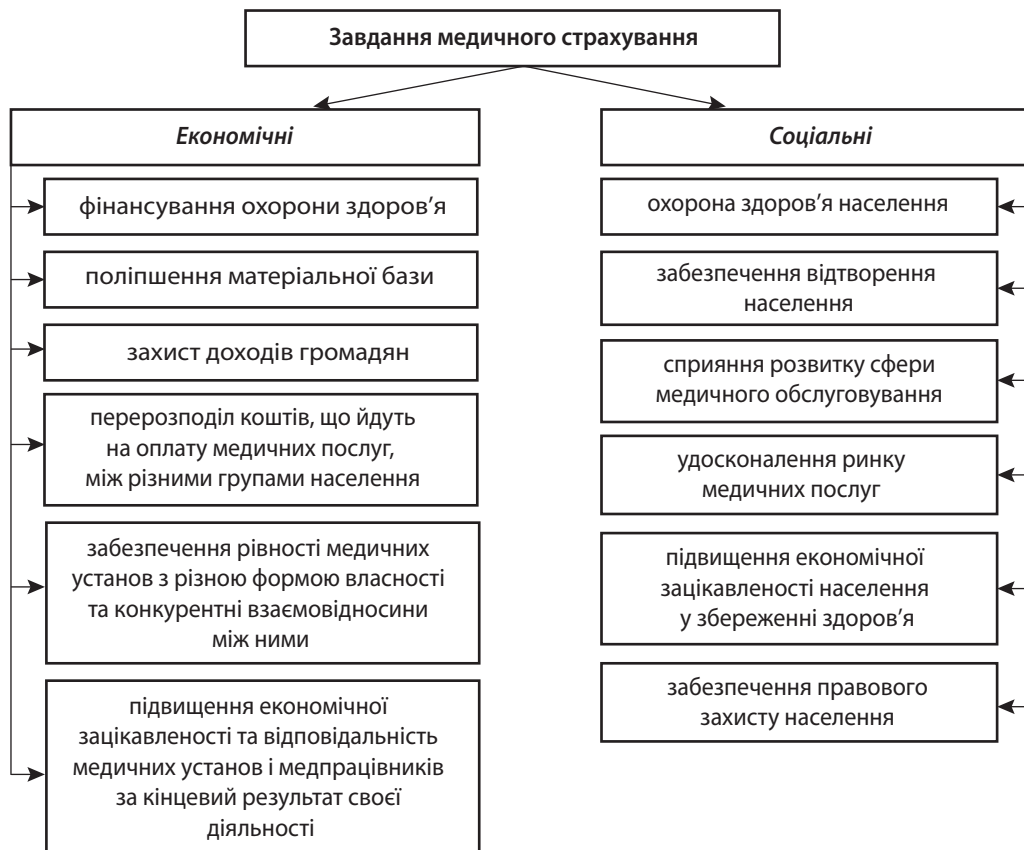 Завдання медичного страхування
Економічні
фінансування охорони здоров'я
поліпшення матеріальної бази
захист доходів громадян
перерозподіл коштів, що йдуть
на оплату медичних послуг,
між різними групами населення
забезпечення рівності медичних
установ з різною формою власності
та конкурентні взаємовідносини
між ними
підвищення економічної
зацікавленості та відповідальність
медичних установ і медпрацівників
за кінцевий результат своєї
діяльності
Соціальні
охорона здоров'я населення
забезпечення відтворення
населення
сприяння розвитку сфери
медичного обслуговування
удосконалення ринку
медичних послуг
підвищення економічної
зацікавленості населення
у збереженні здоров'я
забезпечення правового
захисту населення